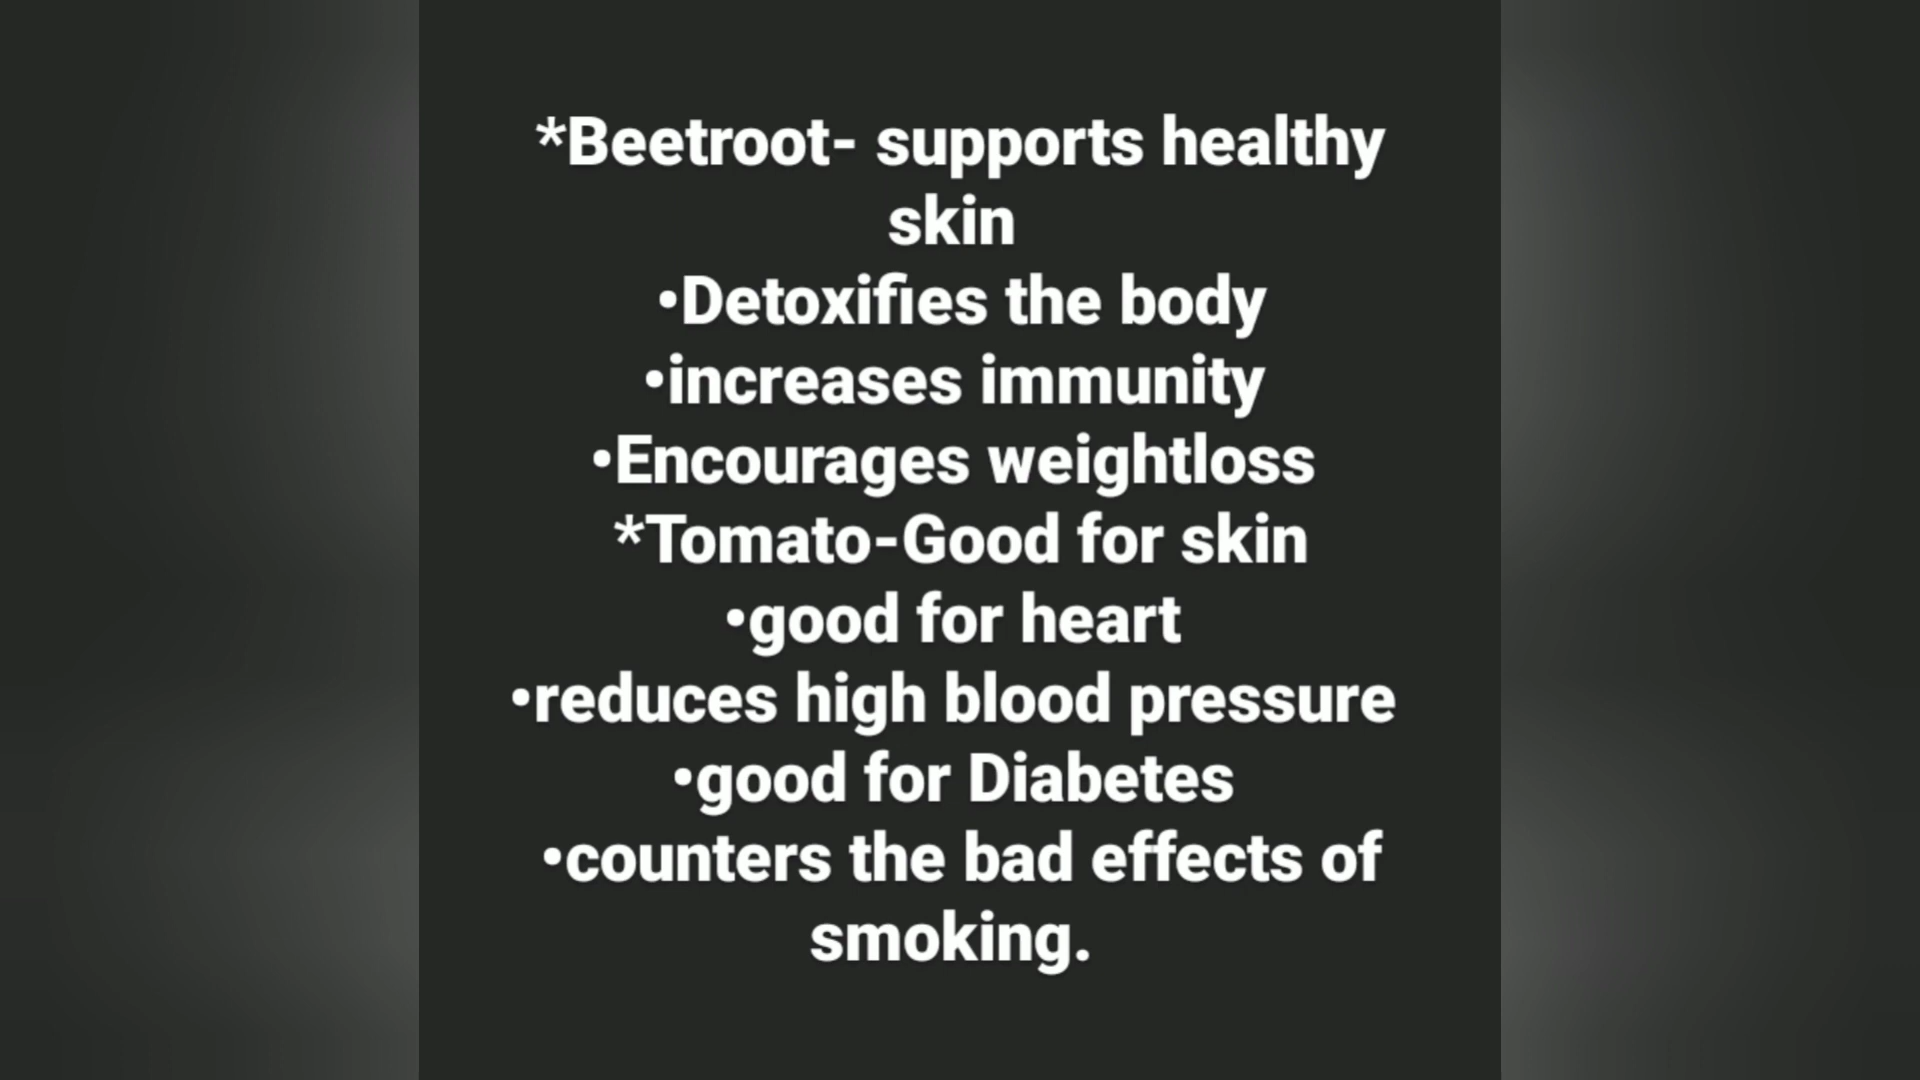 *Beetroot- supports healthy
skin
•Detoxifies the body
•increases immunity
•Encourages weightloss
*Tomato-Good for skin
•good for heart
•reduces high blood pressure
•good for Diabetes
•counters the bad effects of
smoking.